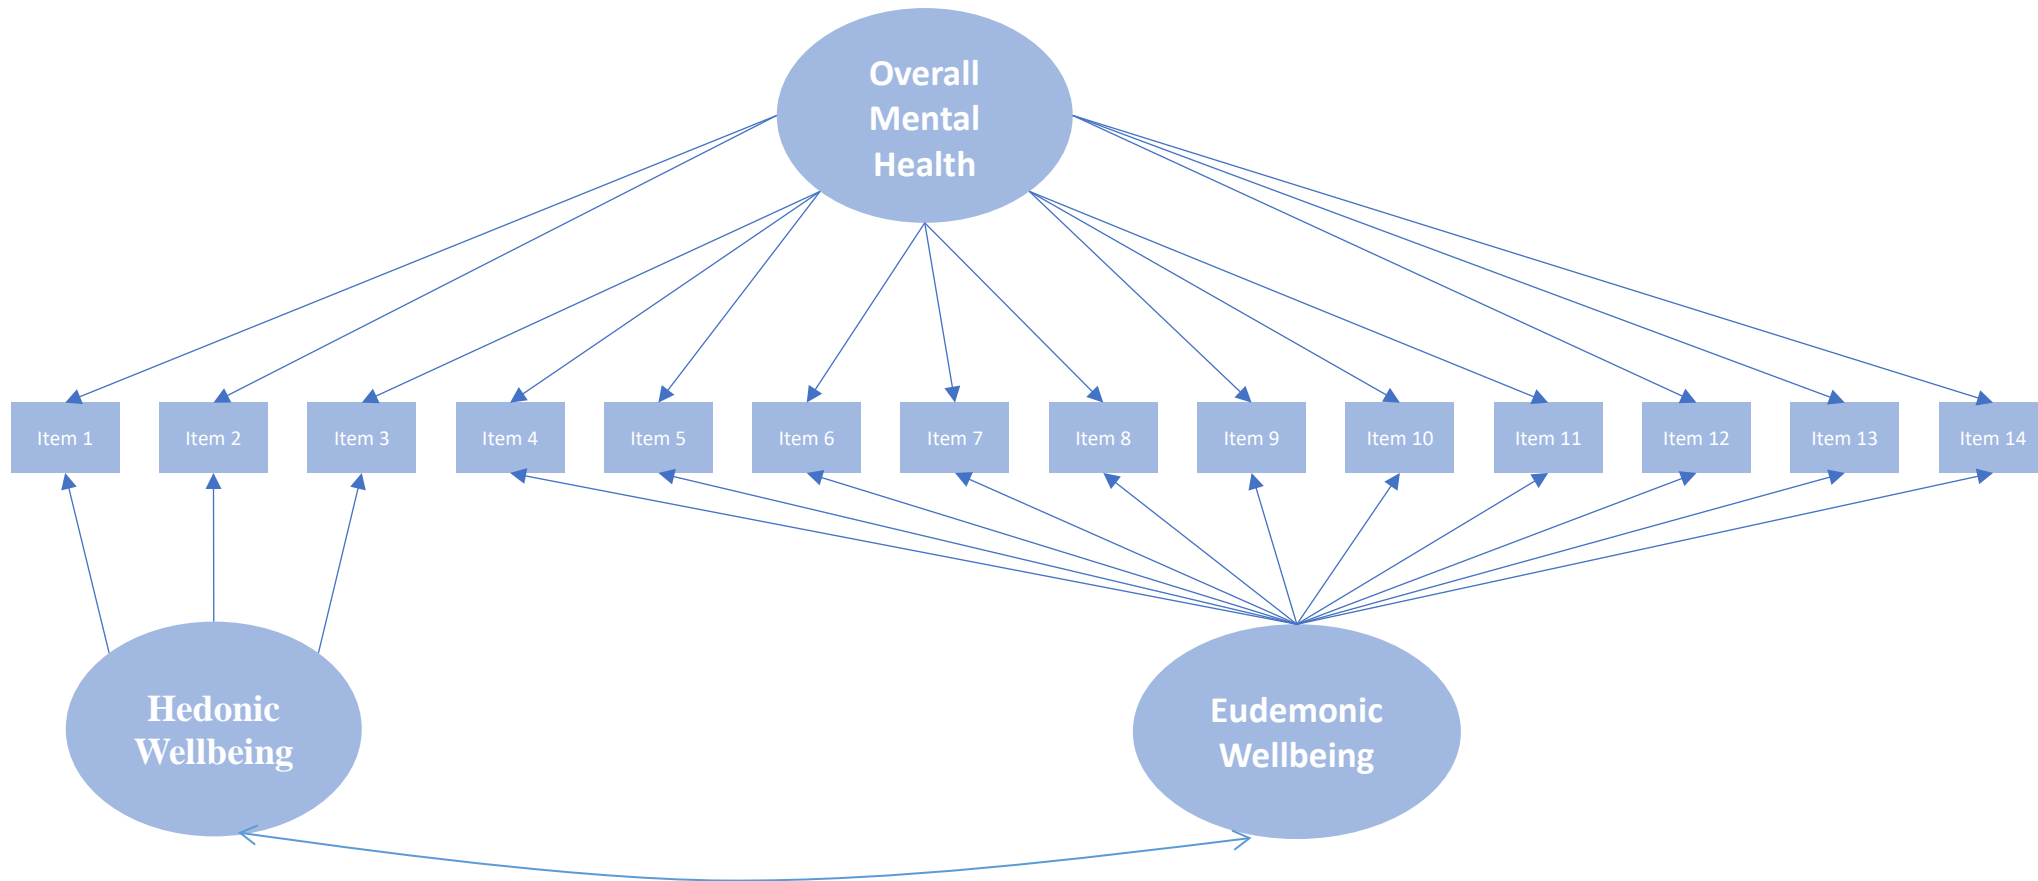 Overall
Mental
Health
Item 1
Item 2
Item 3
Item 4
Item 5
Item 6
Item 7
Item 8
Item 9
Item 10
Item 11
Item 12
Item 13
Item 14
Hedonic
Wellbeing
Eudemonic
Wellbeing